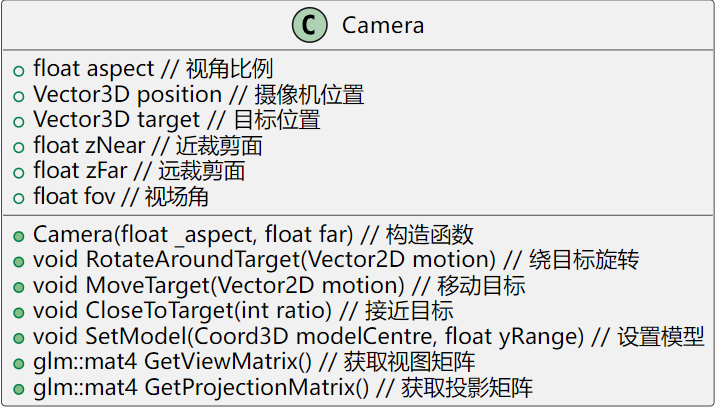 C Camera
float aspect // 视角比例
Vector3D position // 摄像机位置
Vector3D target // 目标位置
float zNear // 近裁剪面
float zFar // 远裁剪面
float fov // 视场角
Camera(float _aspect, float far) // 构造函数
void RotateAroundTarget(Vector2D motion) // 绕目标旋转
void MoveTarget(Vector2D motion) // 移动目标
void CloseToTarget(int ratio) // 接近目标
void SetModel(Coord3D modelCentre, float yRange) // 设置模型
glm::mat4 GetViewMatrix() // 获取视图矩阵
glm::mat4 GetProjectionMatrix() // 获取投影矩阵